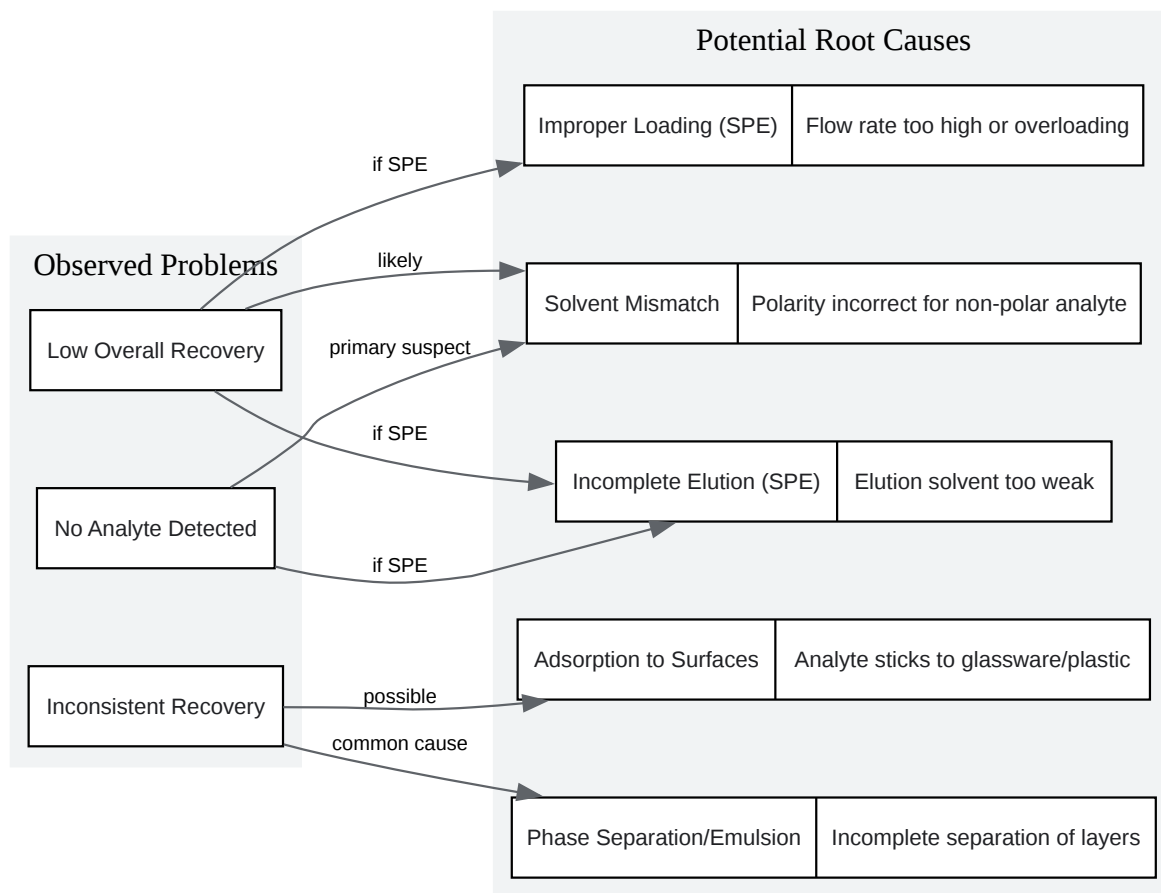 Potential Root Causes
Improper Loading (SPE)
Flow rate too high or overloading
if SPE
Observed Problems
likely
Solvent Mismatch
Polarity incorrect for non-polar analyte
Low Overall Recovery
primary suspect
if SPE
Incomplete Elution (SPE)
Elution solvent too weak
No Analyte Detected
if SPE
Adsorption to Surfaces
Analyte sticks to glassware/plastic
Inconsistent Recovery
possible
common cause
Phase Separation/Emulsion
Incomplete separation of layers